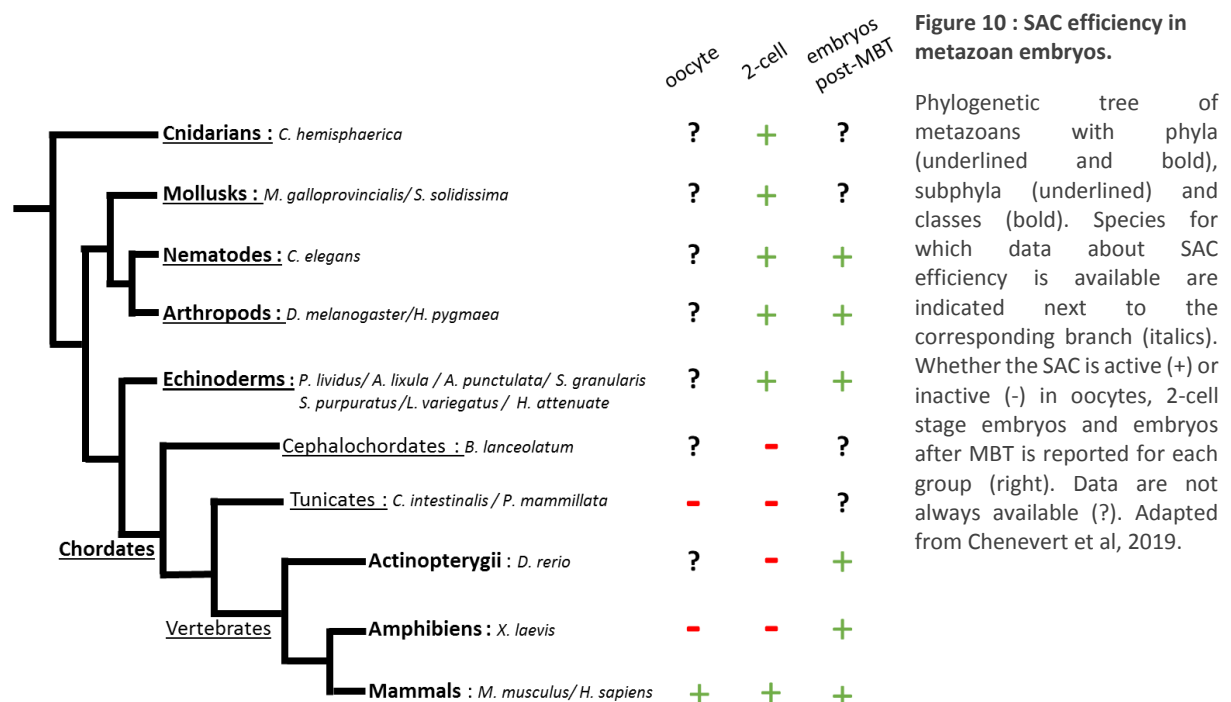 oocyte
2-cell
embryos
post-MBT
Cnidarians : C. hemisphaerica ? + ?
Mollusks : M. galloprovincialis/ S. solidissima ? + ?
Nematodes : C. elegans ? + +
Arthropods : D. melanogaster/H. pygmaea ? + +
Echinoderms : P. lividus/ A. lixula / A. punctulata/ S. granularis ? + +
S. purpuratus /L. variegatus / H. attenuate
Cephalochordates : B. lanceolatum ? - ?
Tunicates : C. intestinalis / P. mammillata - - ?
Chordates
Actinopterygii : D. rerio ? - +
Vertebrates
Amphibiens : X. laevis - - +
Mammals : M. musculus/ H. sapiens + + +
Figure 10 : SAC efficiency in
metazoan embryos.
Phylogenetic tree of
metazoans with phyla
(underlined and bold),
subphyla (underlined) and
classes (bold). Species for
which data about SAC
efficiency is available are
indicated next to the
corresponding branch (italics).
Whether the SAC is active (+) or
inactive (-) in oocytes, 2-cell
stage embryos and embryos
after MBT is reported for each
group (right). Data are not
always available (?). Adapted
from Chenevert et al, 2019.